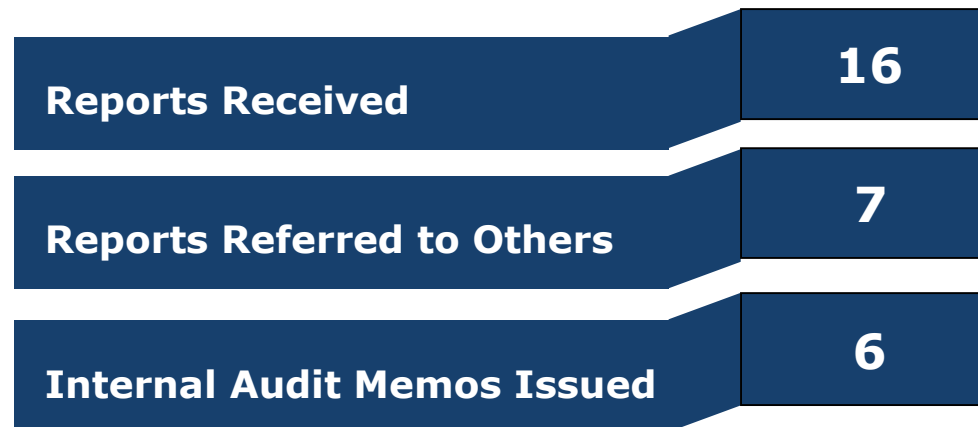 Reports Received
16
Reports Referred to Others
7
Internal Audit Memos Issued
6